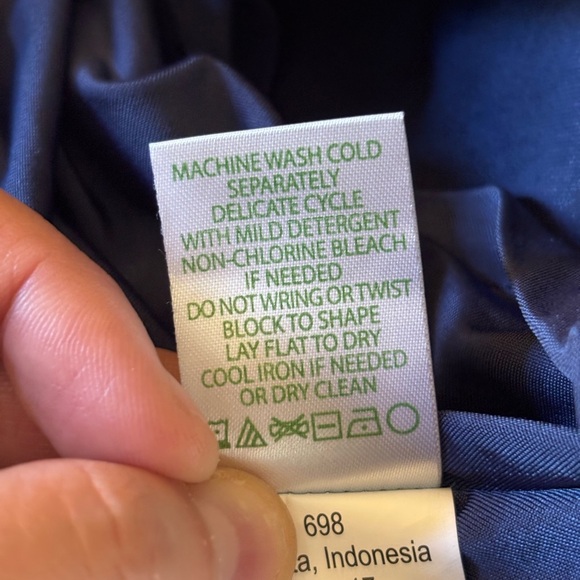 MACHINE WASH COLD
SEPARATELY
DELICATE CYCLE
WITH MILD DETERGENT
NON-CHLORINE BLEACH
IF NEEDED
DO NOT WRING OR TWIST
BLOCK TO SHAPE
LAY FLAT TO DRY
COOL IRON IF NEEDED
OR DRY CLEAN
698
Indonesia